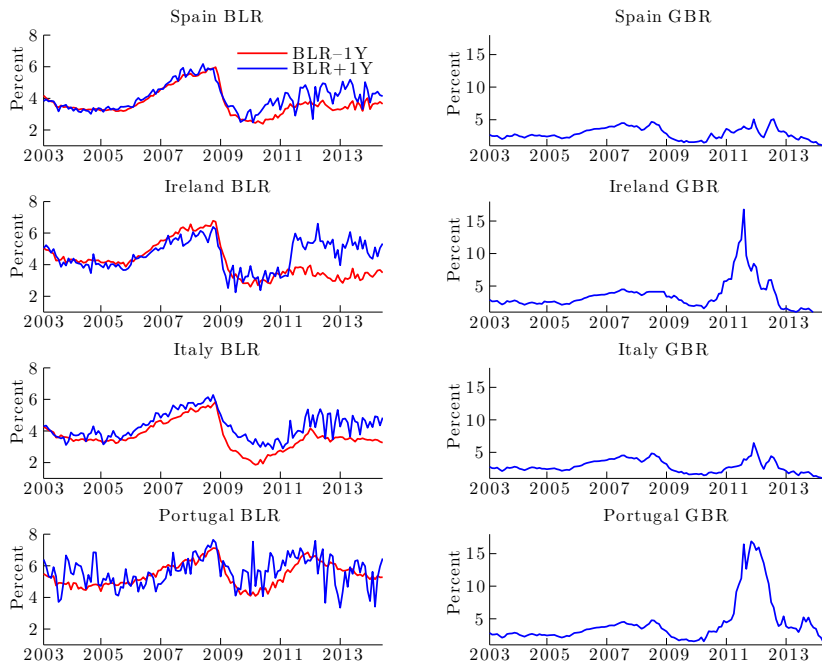 Spain BLR
Percent
8
6
4
2
BLR–1Y
BLR+1Y
2003 2005 2007 2009 2011 2013
Spain GBR
Percent
15
10
5
2003 2005 2007 2009 2011 2013
Ireland BLR
Percent
8
6
4
2
2003 2005 2007 2009 2011 2013
Ireland GBR
Percent
15
10
5
2003 2005 2007 2009 2011 2013
Italy BLR
Percent
8
6
4
2
2003 2005 2007 2009 2011 2013
Italy GBR
Percent
15
10
5
2003 2005 2007 2009 2011 2013
Portugal BLR
Percent
8
6
4
2
2003 2005 2007 2009 2011 2013
Portugal GBR
Percent
15
10
5
2003 2005 2007 2009 2011 2013